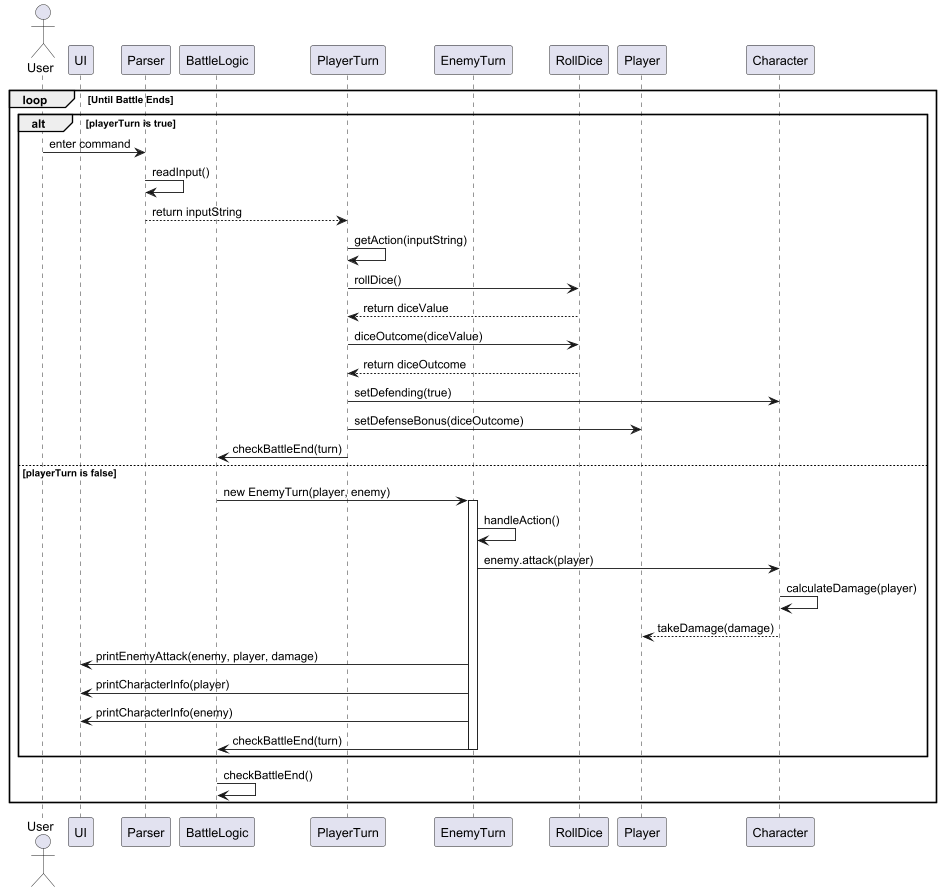 User
UI
Parser
BattleLogic
PlayerTurn
EnemyTurn
RollDice
Player
Character
loop [Until Battle Ends]
alt [playerTurn is true]
enter command
readInput()
return inputString
getAction(inputString)
rollDice()
return diceValue
diceOutcome(diceValue)
return diceOutcome
setDefending(true)
setDefenseBonus(diceOutcome)
checkBattleEnd(turn)
[playerTurn is false]
new EnemyTurn(player, enemy)
handleAction()
enemy.attack(player)
calculateDamage(player)
takeDamage(damage)
printEnemyAttack(enemy, player, damage)
printCharacterInfo(player)
printCharacterInfo(enemy)
checkBattleEnd(turn)
checkBattleEnd()
User
UI
Parser
BattleLogic
PlayerTurn
EnemyTurn
RollDice
Player
Character